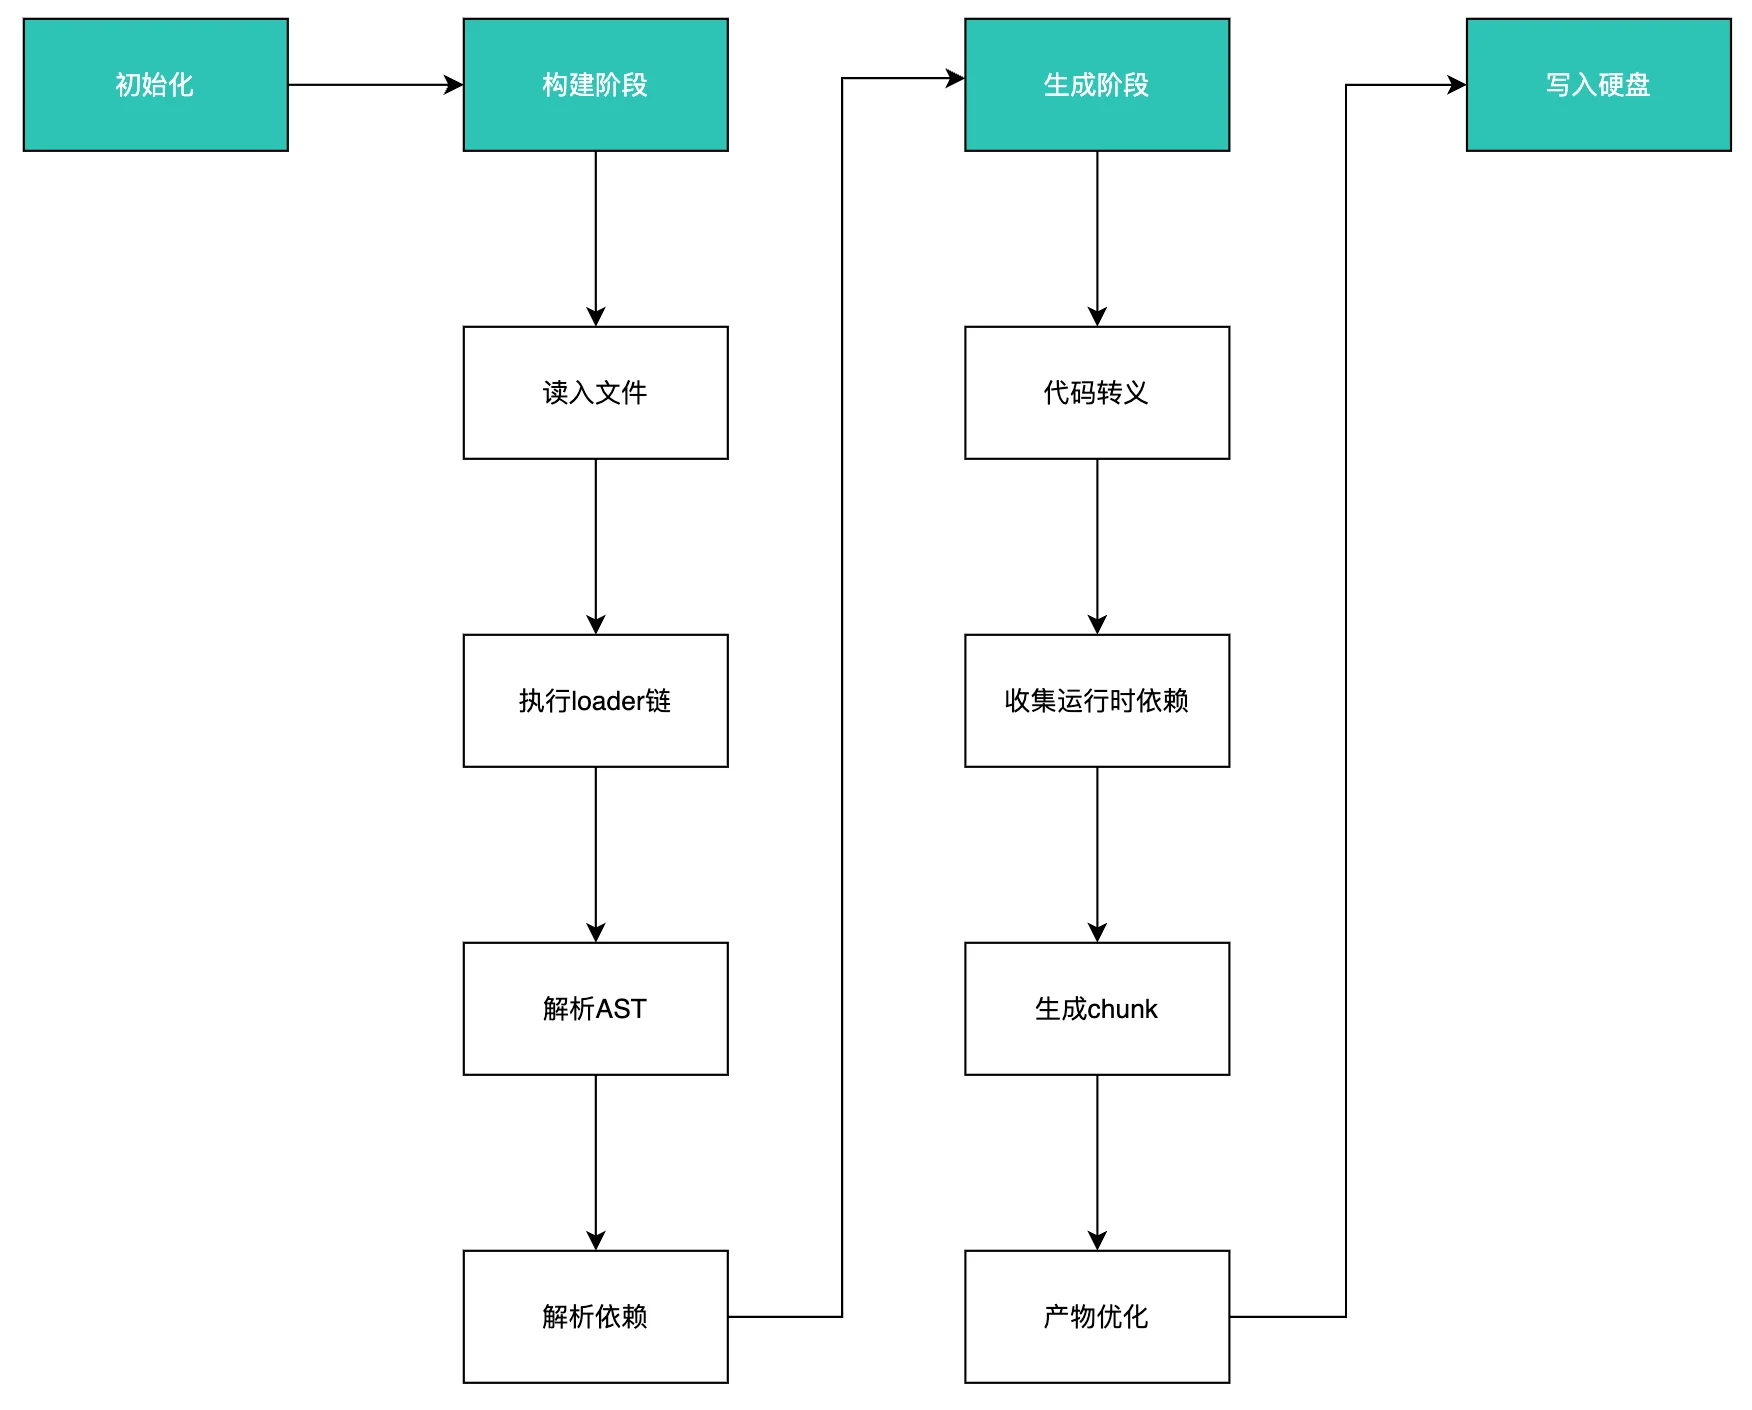 初始化
构建阶段
读入文件
执行loader链
解析AST
解析依赖
生成阶段
代码转义
收集运行时依赖
生成chunk
产物优化
写入硬盘